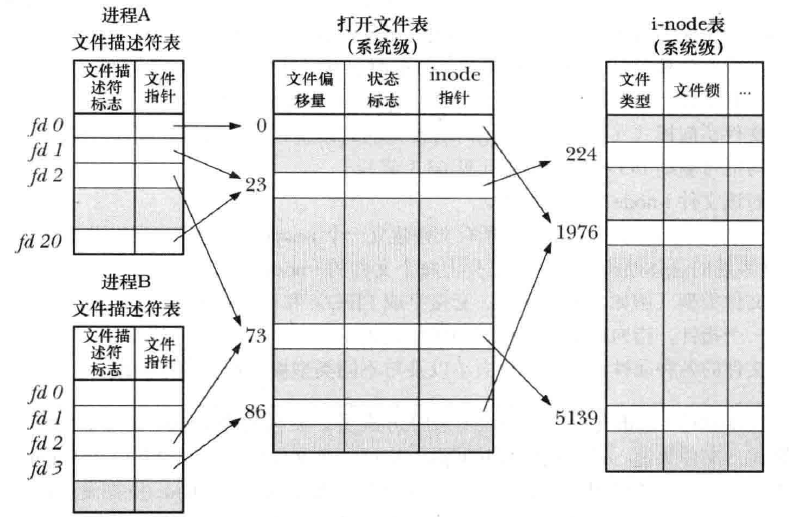 进程A
文件描述符表
文件描
述符
标志
文件
指针
fd 0
fd 1
fd 2
fd 20
进程B
文件描述符表
文件描
述符
标志
文件
指针
fd 0
fd 1
fd 2
fd 3
打开文件表
(系统级)
文件偏
移量
状态
标志
inode
指针
0
23
73
86
i-node表
(系统级)
文件
类型
文件锁
...
224
1976
5139